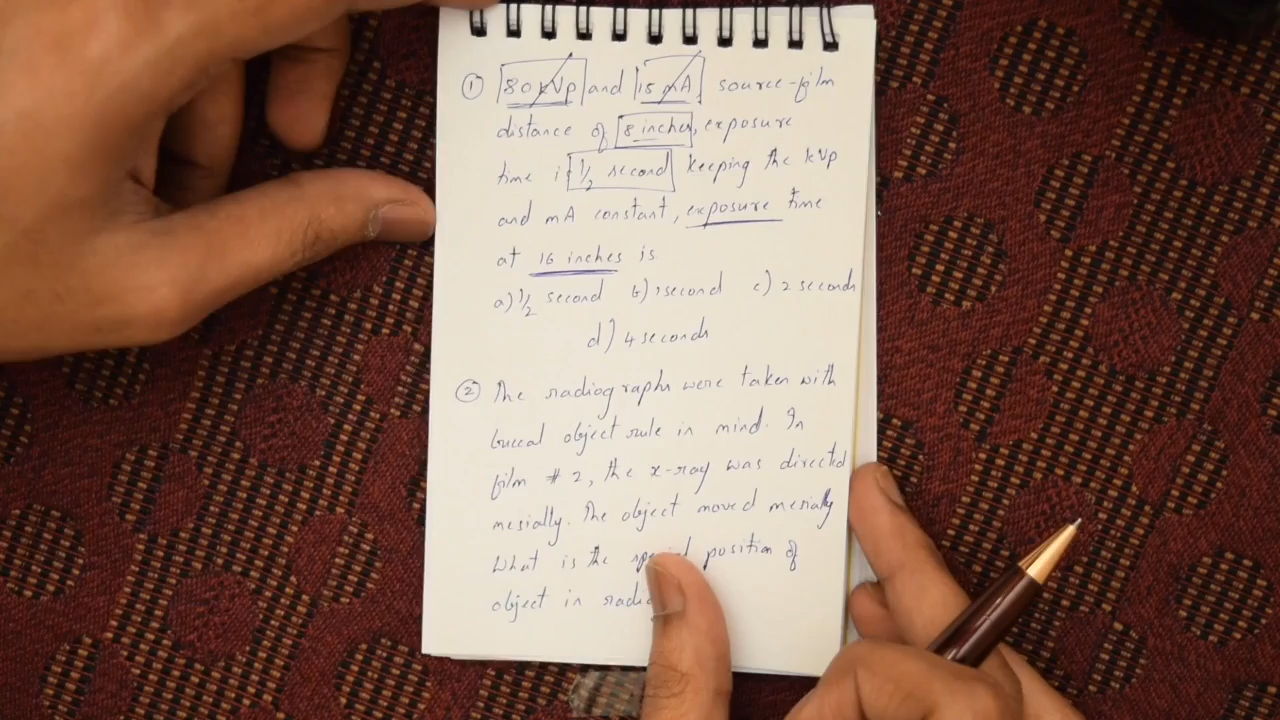 ① 80 kVp and 15 mA, source-film
distance of 8 inches, exposure
time is 1/2 second keeping the kVp
and mA constant, exposure time
at 16 inches is
a) 1/2 second b) 1 second c) 2 seconds
d) 4 seconds
② The radiographs were taken with
buccal object rule in mind. In
film # 2, the x-ray was directed
mesially. The object moved mesially
What is the position of
object in